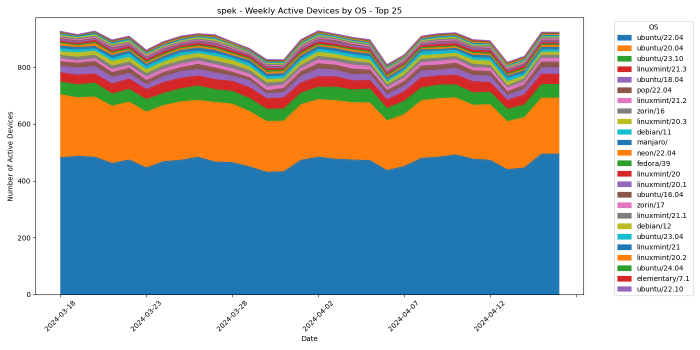 spek - Weekly Active Devices by OS - Top 25
Number of Active Devices
800
600
400
200
0
2024-03-18
2024-03-23
2024-03-28
2024-04-02
2024-04-07
2024-04-12
Date
OS
ubuntu/22.04
ubuntu/20.04
ubuntu/23.10
linuxmint/21.3
ubuntu/18.04
pop/22.04
linuxmint/21.2
zorin/16
linuxmint/20.3
debian/11
manjaro/
neon/22.04
fedora/39
linuxmint/20
linuxmint/20.1
ubuntu/16.04
zorin/17
linuxmint/21.1
debian/12
ubuntu/23.04
linuxmint/21
linuxmint/20.2
ubuntu/24.04
elementary/7.1
ubuntu/22.10